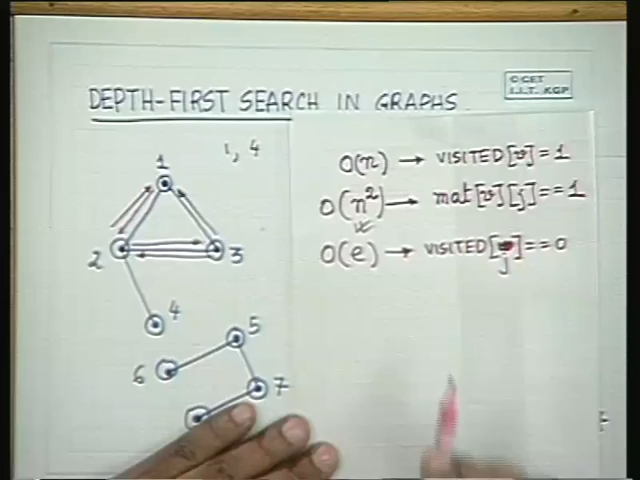 © CET
I.I.T. KGP
DEPTH-FIRST SEARCH IN GRAPHS
1, 4
1
2
3
4
5
6
7
O(n) → VISITED[v] = 1
O(n²) → mat[v][j] == 1
O(e) → VISITED[j] == 0